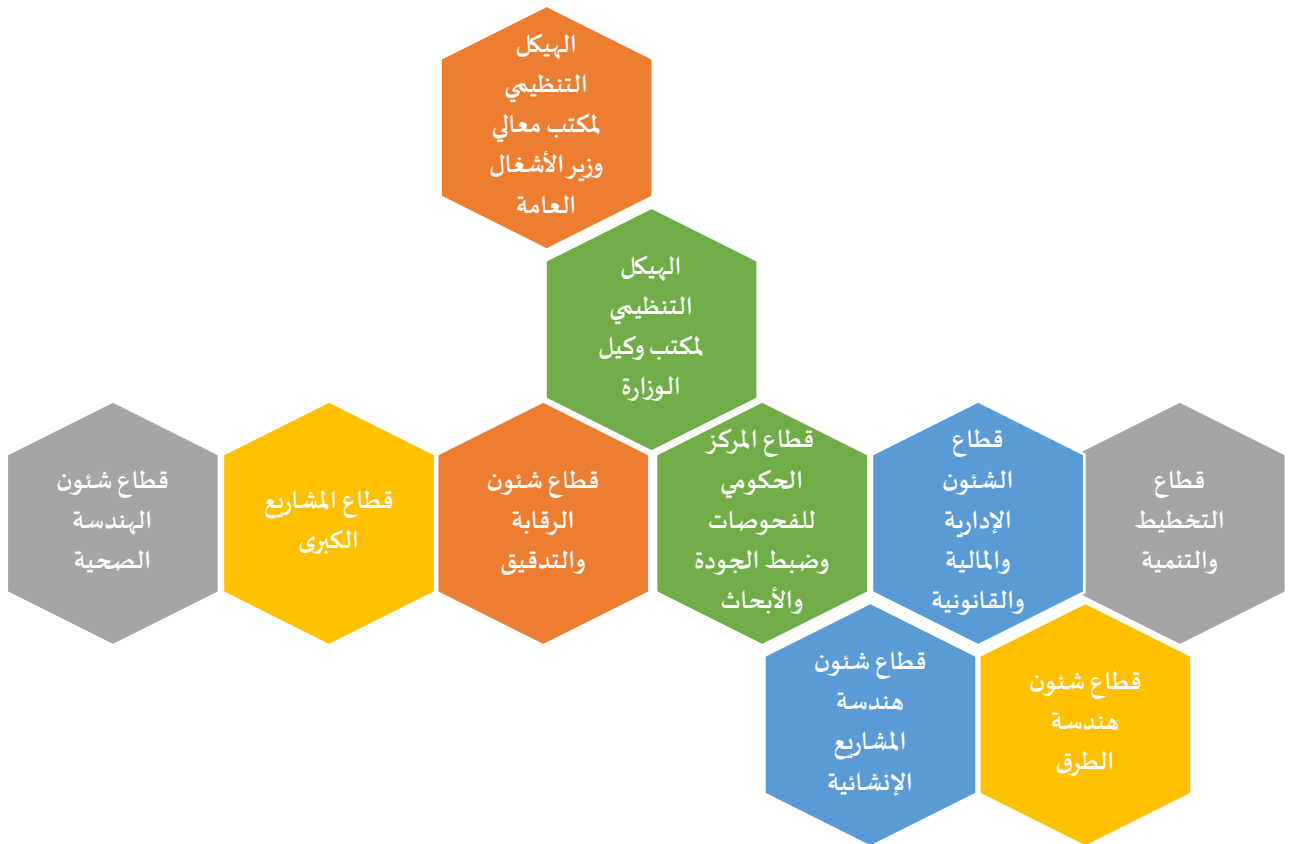 الهيكل
التنظيمي
لمكتب معالي
وزير الأشغال
العامة
الهيكل
التنظيمي
لمكتب وكيل
الوزارة
قطاع
التخطيط
والتنمية
قطاع
الشئون
الإدارية
والمالية
والقانونية
قطاع المركز
الحكومي
للفحوصات
وضبط الجودة
والأبحاث
قطاع شئون
الرقابة
والتدقيق
قطاع المشاريع
الكبرى
قطاع شئون
الهندسة
الصحية
قطاع شئون
هندسة
الطرق
قطاع شئون
هندسة
المشاريع
الإنشائية